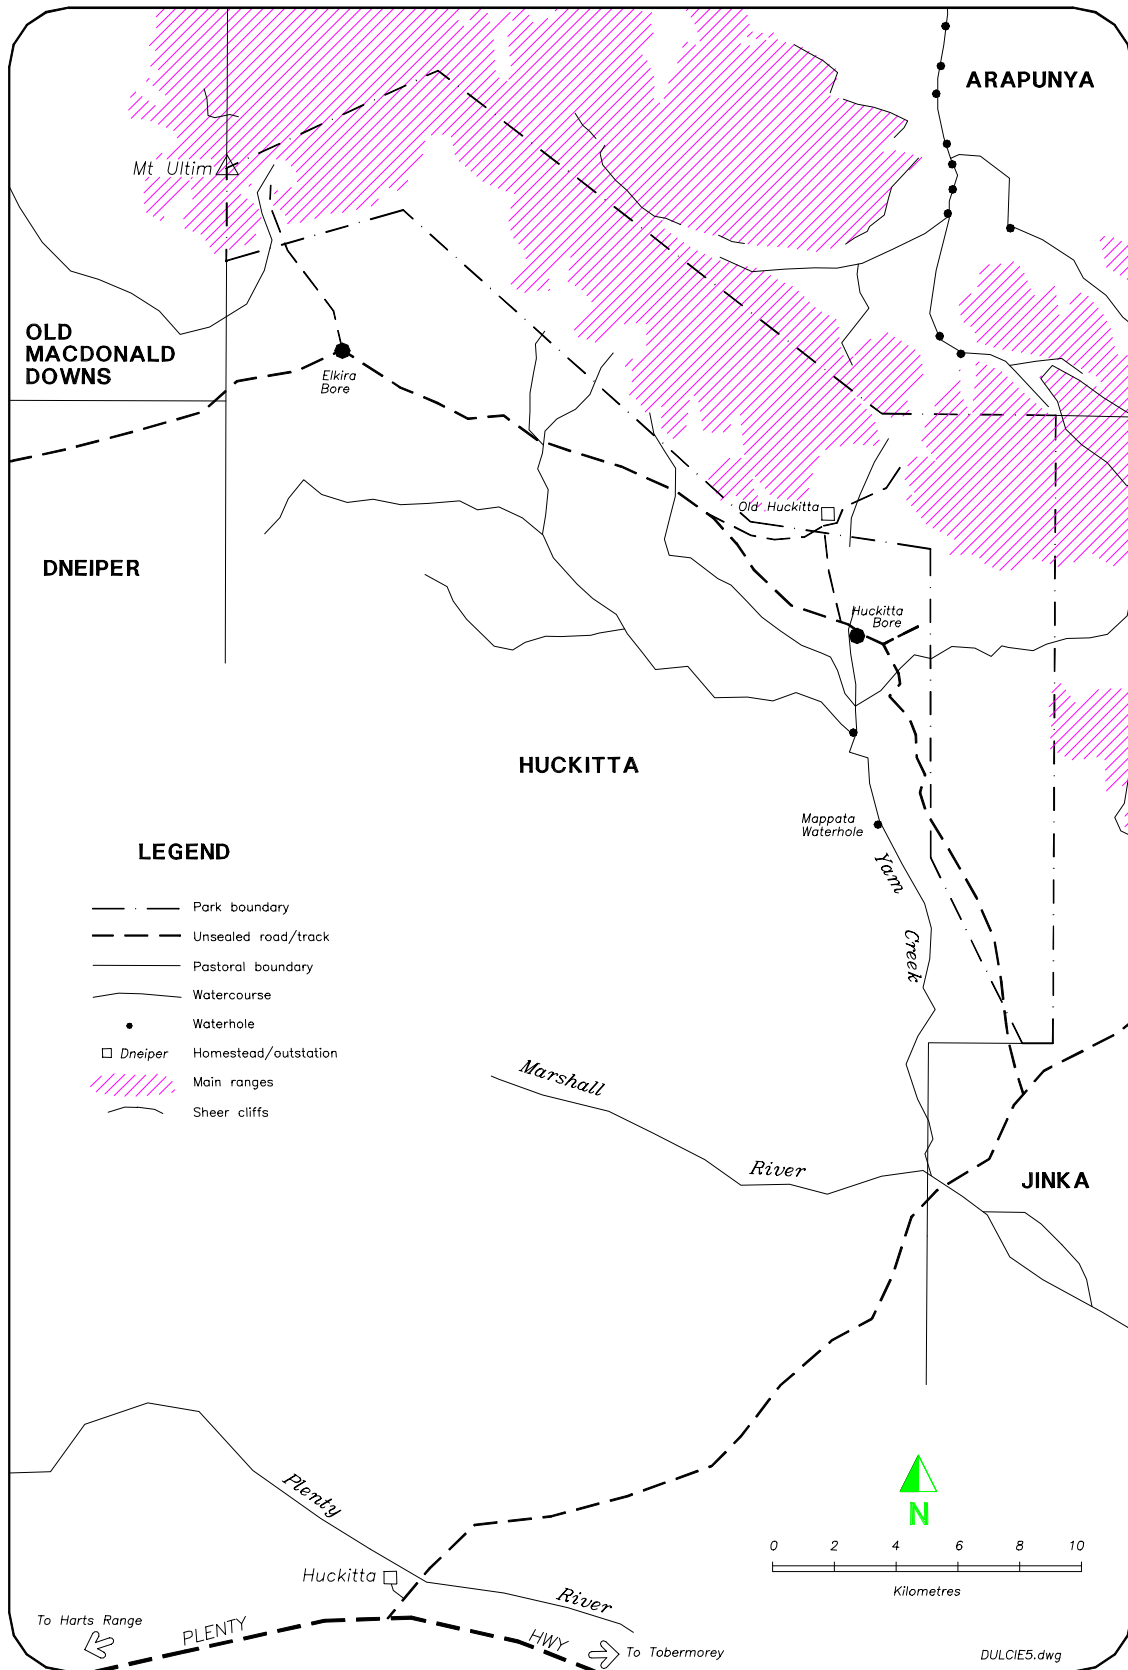 ARAPUNYA
Mt Ultim
OLD
MACDONALD
DOWNS
Elkira
Bore
Old Huckitta
DNEIPER
Huckitta
Bore
HUCKITTA
Mappata
Waterhole
Yam
Creek
LEGEND
Park boundary
Unsealed road/track
Pastoral boundary
Watercourse
Waterhole
Dneiper Homestead/outstation
Main ranges
Sheer cliffs
Marshall
River
JINKA
Plenty
River
N
0 2 4 6 8 10
Kilometres
Huckitta
To Harts Range
PLENTY
HWY
To Tobermorey
DULCIE5.dwg